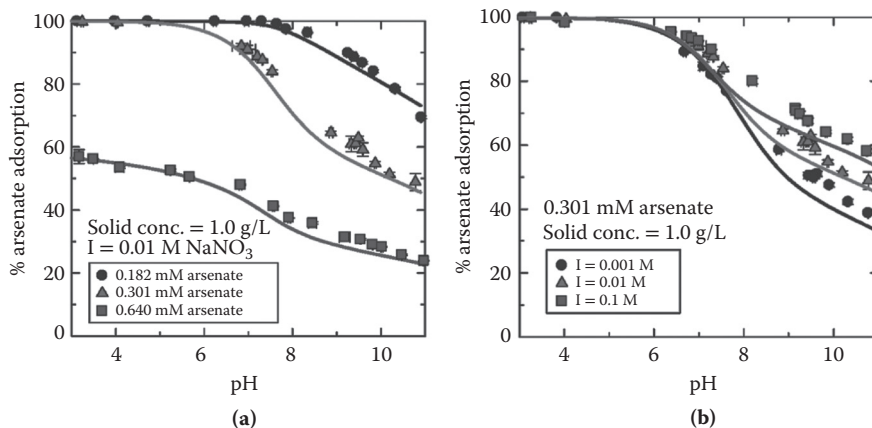 100
80
60
40
20
0
% arsenate adsorption
Solid conc. = 1.0 g/L
I = 0.01 M NaNO₃
0.182 mM arsenate
0.301 mM arsenate
0.640 mM arsenate
4 6 8 10
pH
(a)
100
80
60
40
20
0
% arsenate adsorption
0.301 mM arsenate
Solid conc. = 1.0 g/L
I = 0.001 M
I = 0.01 M
I = 0.1 M
4 6 8 10
pH
(b)